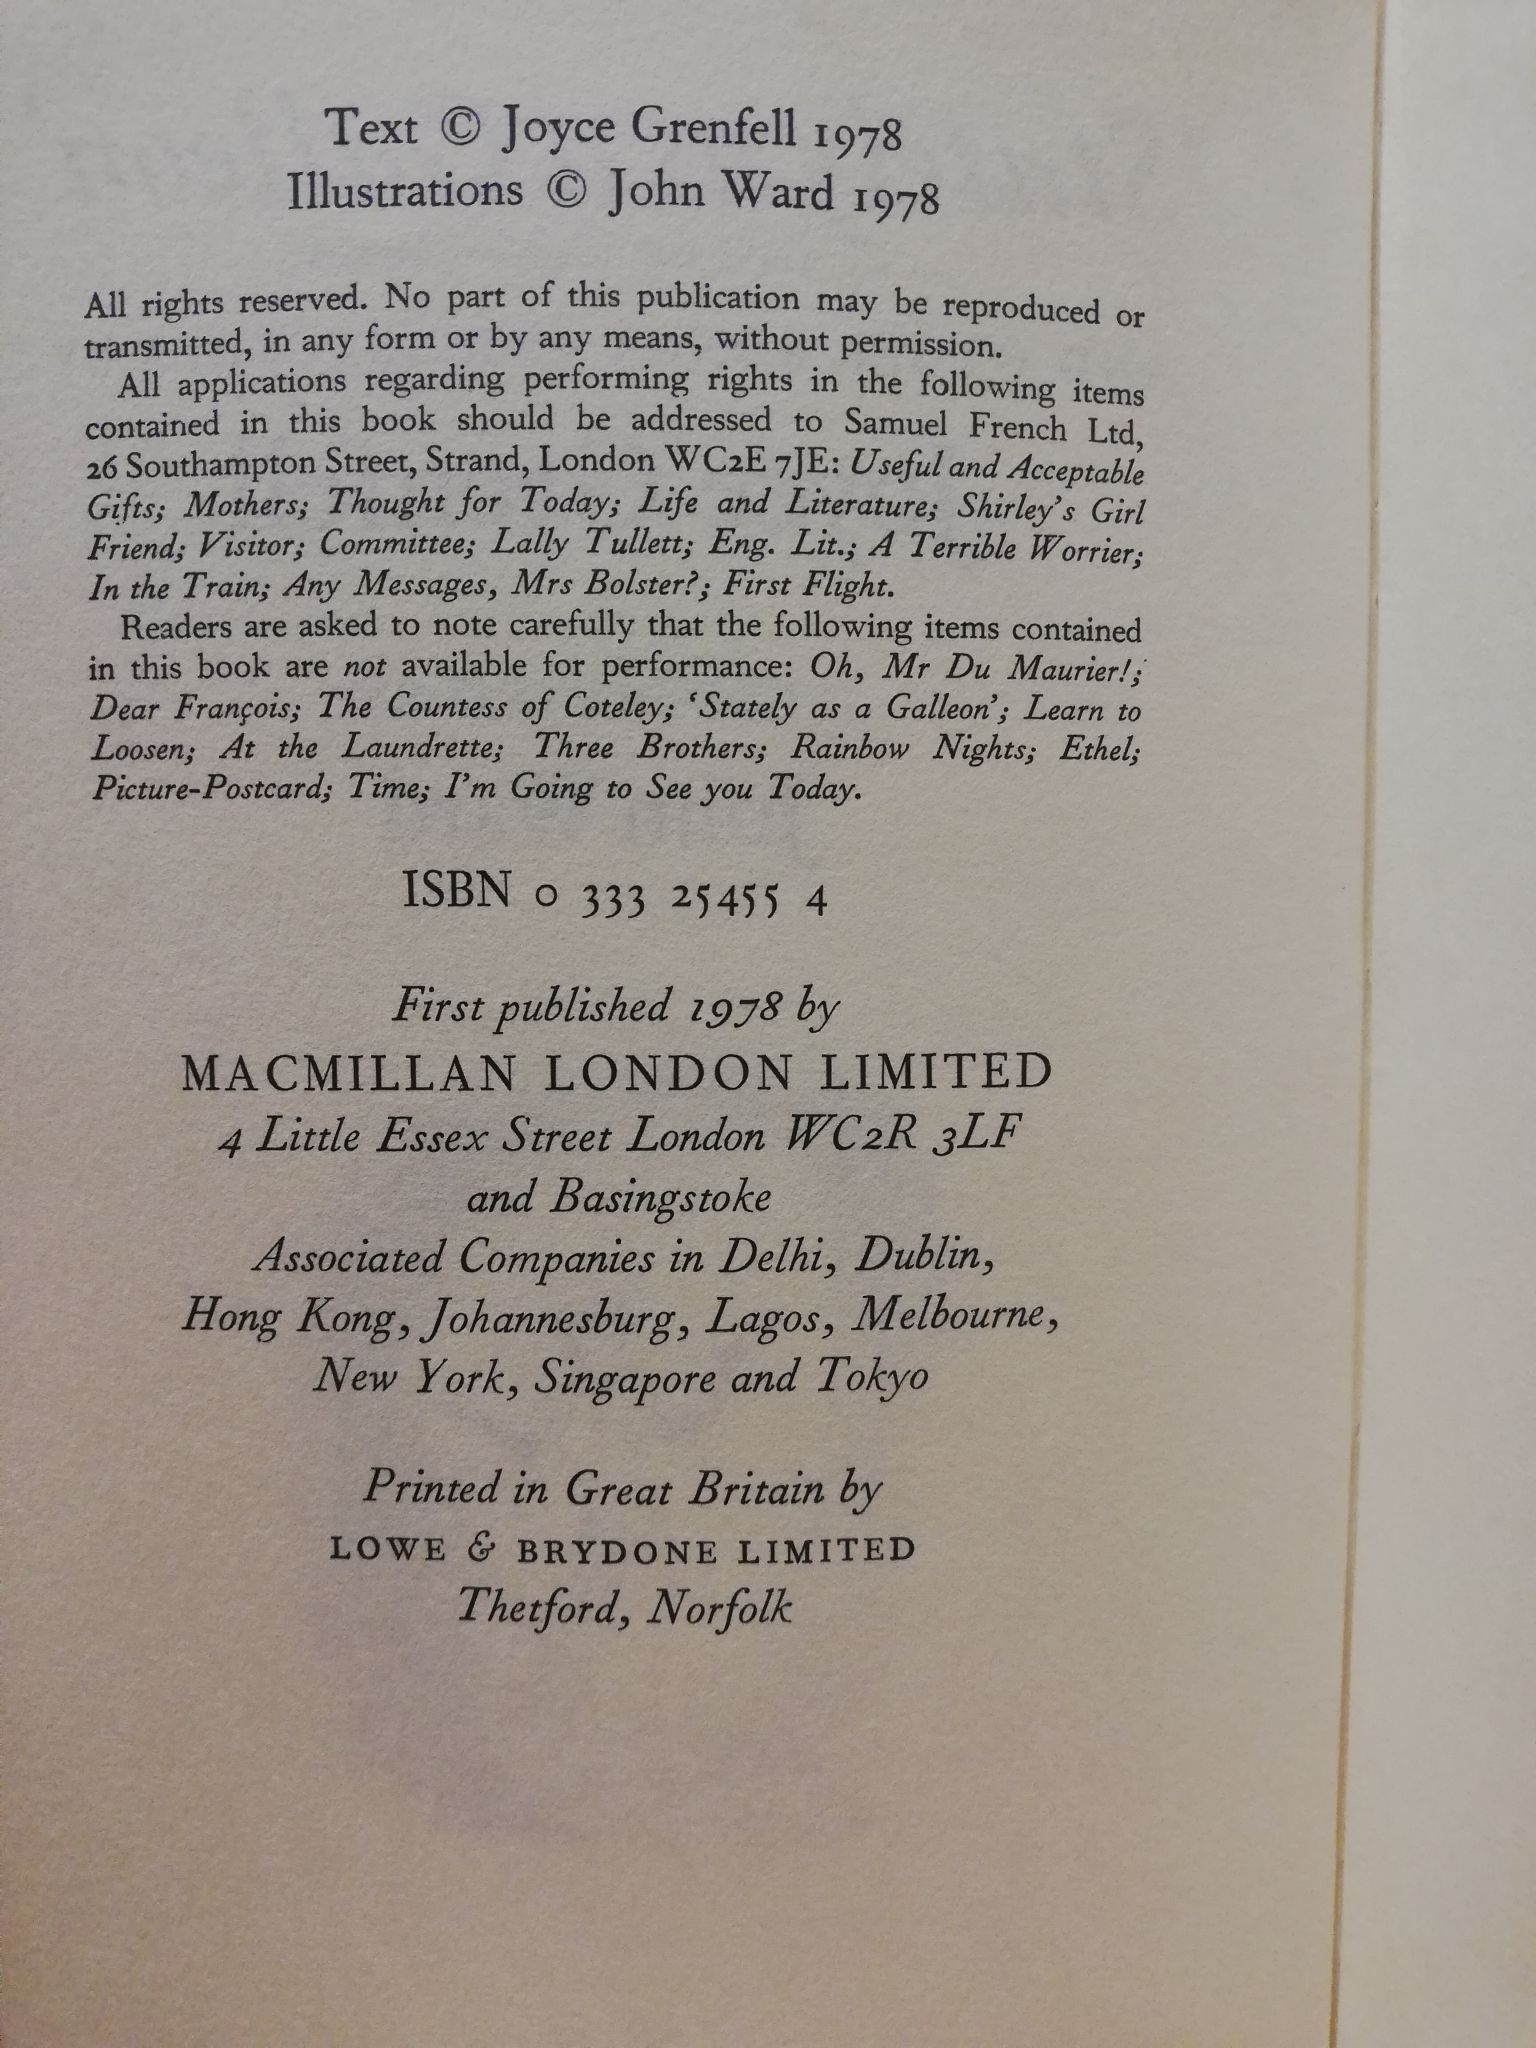 Text © Joyce Grenfell 1978
Illustrations © John Ward 1978
All rights reserved. No part of this publication may be reproduced or
transmitted, in any form or by any means, without permission.
All applications regarding performing rights in the following items
contained in this book should be addressed to Samuel French Ltd,
26 Southampton Street, Strand, London WC2E 7JE: Useful and Acceptable
Gifts; Mothers; Thought for Today; Life and Literature; Shirley's Girl
Friend; Visitor; Committee; Lally Tullett; Eng. Lit.; A Terrible Worrier;
In the Train; Any Messages, Mrs Bolster?; First Flight.
Readers are asked to note carefully that the following items contained
in this book are not available for performance: Oh, Mr Du Maurier!;
Dear François; The Countess of Coteley; 'Stately as a Galleon'; Learn to
Loosen; At the Laundrette; Three Brothers; Rainbow Nights; Ethel;
Picture-Postcard; Time; I'm Going to See you Today.
ISBN 0 333 25455 4
First published 1978 by
MACMILLAN LONDON LIMITED
4 Little Essex Street London WC2R 3LF
and Basingstoke
Associated Companies in Delhi, Dublin,
Hong Kong, Johannesburg, Lagos, Melbourne,
New York, Singapore and Tokyo
Printed in Great Britain by
LOWE & BRYDONE LIMITED
Thetford, Norfolk